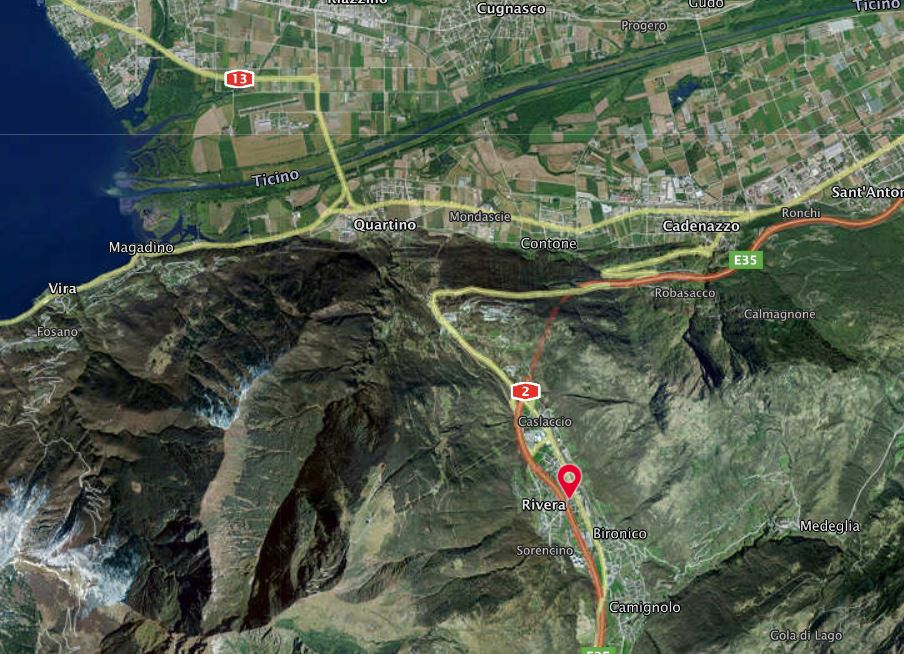 Riazzino
Cugnasco
Gudo
Ticino
Progero
13
Ticino
Sant'Anton
Quartino
Mondascie
Ronchi
Cadenazzo
Contone
Magadino
E35
Vira
Robasacco
Calmagnone
Fosano
2
Caslaccio
Rivera
Bironico
Medeglia
Sorencino
Camignolo
Gola di Lago
E35